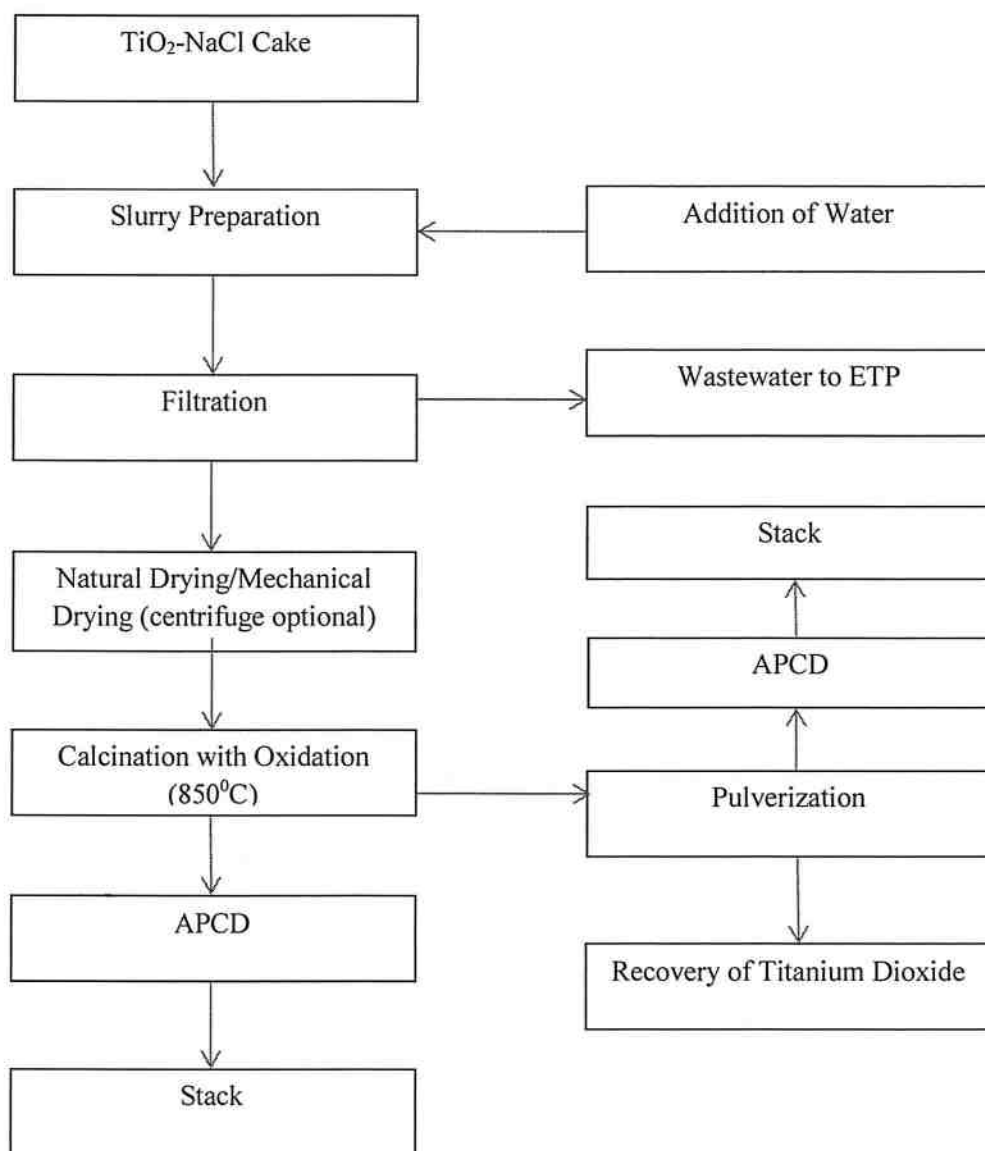 TiO₂-NaCl Cake
Slurry Preparation
Addition of Water
Filtration
Wastewater to ETP
Natural Drying/Mechanical
Drying (centrifuge optional)
Stack
APCD
Calcination with Oxidation
(850⁰C)
Pulverization
APCD
Recovery of Titanium Dioxide
Stack